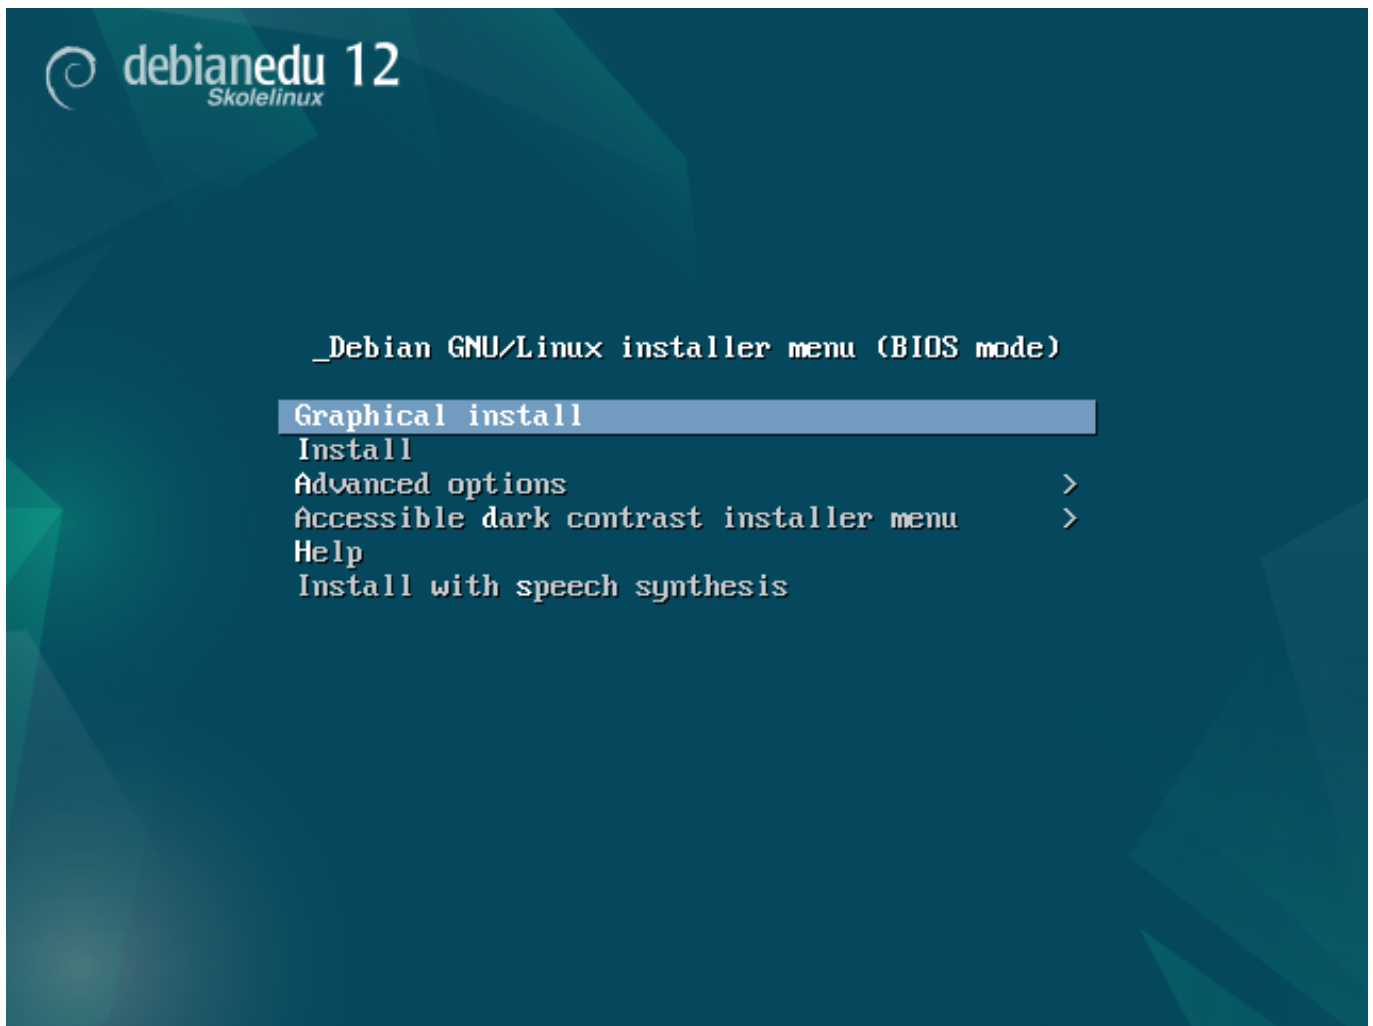 debianedu 12
Skolelinux
_Debian GNU/Linux installer menu (BIOS mode)
Graphical install
Install
Advanced options >
Accessible dark contrast installer menu >
Help
Install with speech synthesis